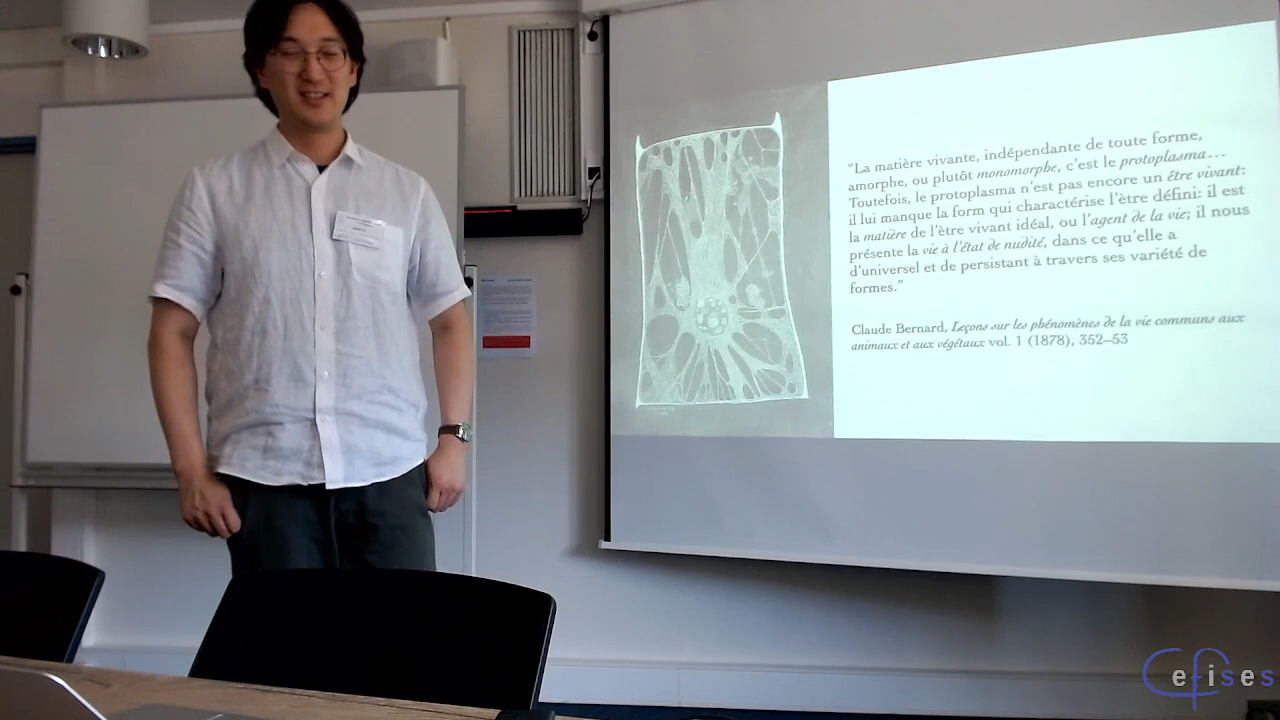 “La matière vivante, indépendante de toute forme,
amorphe, ou plutôt monomorphe, c’est le protoplasma…
Toutefois, le protoplasma n’est pas encore un être vivant:
il lui manque la form qui charactérise l’ètre défini: il est
la matière de l’ètre vivant idéal, ou l’agent de la vie; il nous
présente la vie à l’état de nudité, dans ce qu’elle a
d’universel et de persistant à travers ses variété de
formes.”
Claude Bernard, Leçons sur les phénomènes de la vie communs aux
animaux et aux végétaux vol. 1 (1878), 352–53
Cefises